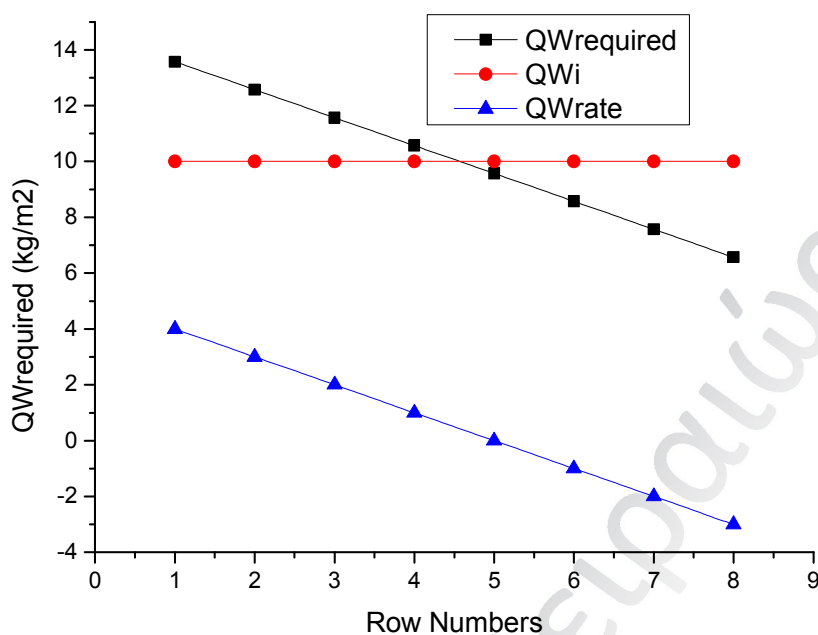 QWrequired
QWi
QWrate
QWrequired (kg/m2)
14
12
10
8
6
4
2
0
-2
-4
0 1 2 3 4 5 6 7 8 9
Row Numbers
ειραιώς